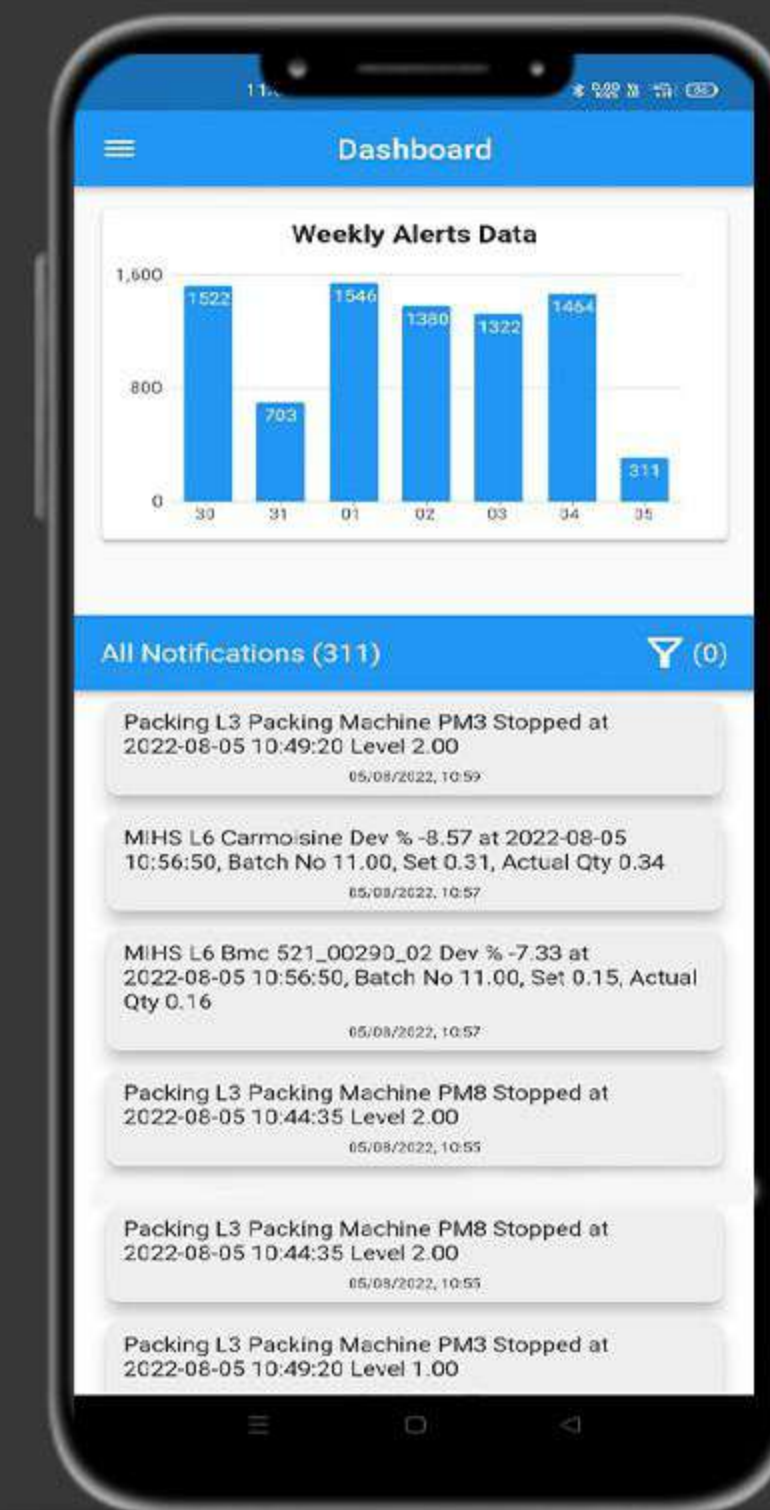 Dashboard
Weekly Alerts Data
1,600
1522
1546
1380
1322
1464
800
703
311
0
30 31 01 02 03 04 05
All Notifications (311)
(0)
Packing L3 Packing Machine PM3 Stopped at
2022-08-05 10:49:20 Level 2.00
05/08/2022, 10:59
MIHS L6 Carmoisine Dev % -8.57 at 2022-08-05
10:56:50, Batch No 11.00, Set 0.31, Actual Qty 0.34
05/08/2022, 10:57
MIHS L6 Bmc 521_00290_02 Dev % -7.33 at
2022-08-05 10:56:50, Batch No 11.00, Set 0.15, Actual
Qty 0.16
05/08/2022, 10:57
Packing L3 Packing Machine PM8 Stopped at
2022-08-05 10:44:35 Level 2.00
05/08/2022, 10:55
Packing L3 Packing Machine PM8 Stopped at
2022-08-05 10:44:35 Level 2.00
05/08/2022, 10:55
Packing L3 Packing Machine PM3 Stopped at
2022-08-05 10:49:20 Level 1.00